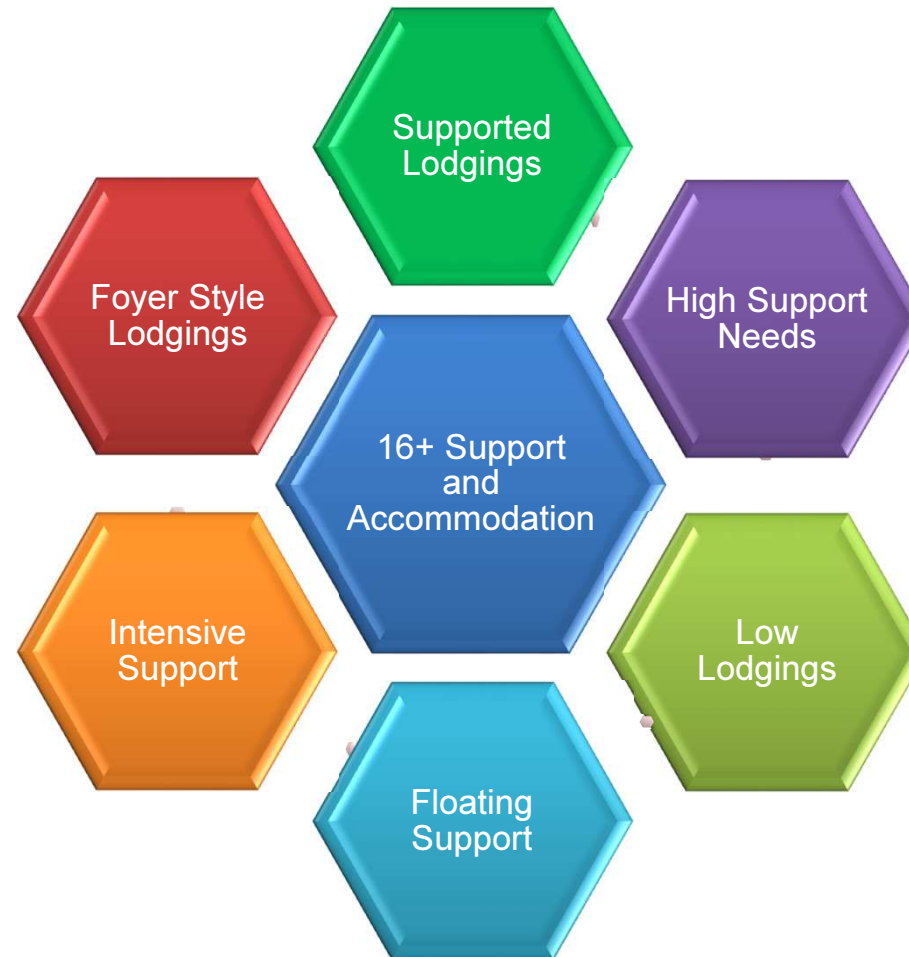 Supported
Lodgings
Foyer Style
Lodgings
High Support
Needs
16+ Support
and
Accommodation
Intensive
Support
Low
Lodgings
Floating
Support